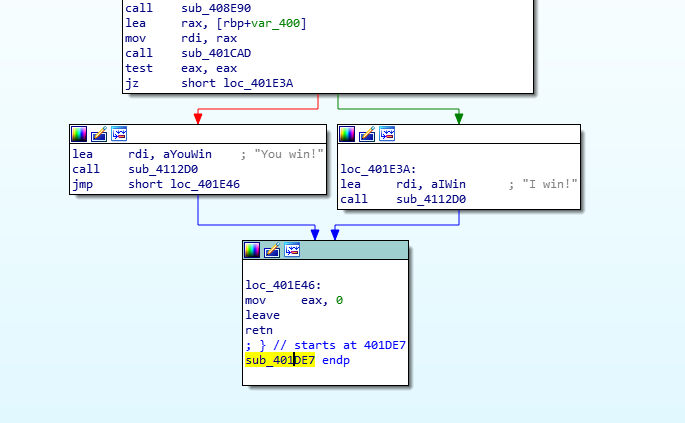 call sub_408E90
lea rax, [rbp+var_400]
mov rdi, rax
call sub_401CAD
test eax, eax
jz short loc_401E3A
lea rdi, aYouWin ; "You win!"
call sub_4112D0
jmp short loc_401E46
loc_401E3A:
lea rdi, aIWin ; "I win!"
call sub_4112D0
loc_401E46:
mov eax, 0
leave
retn
; } // starts at 401DE7
sub_401DE7 endp